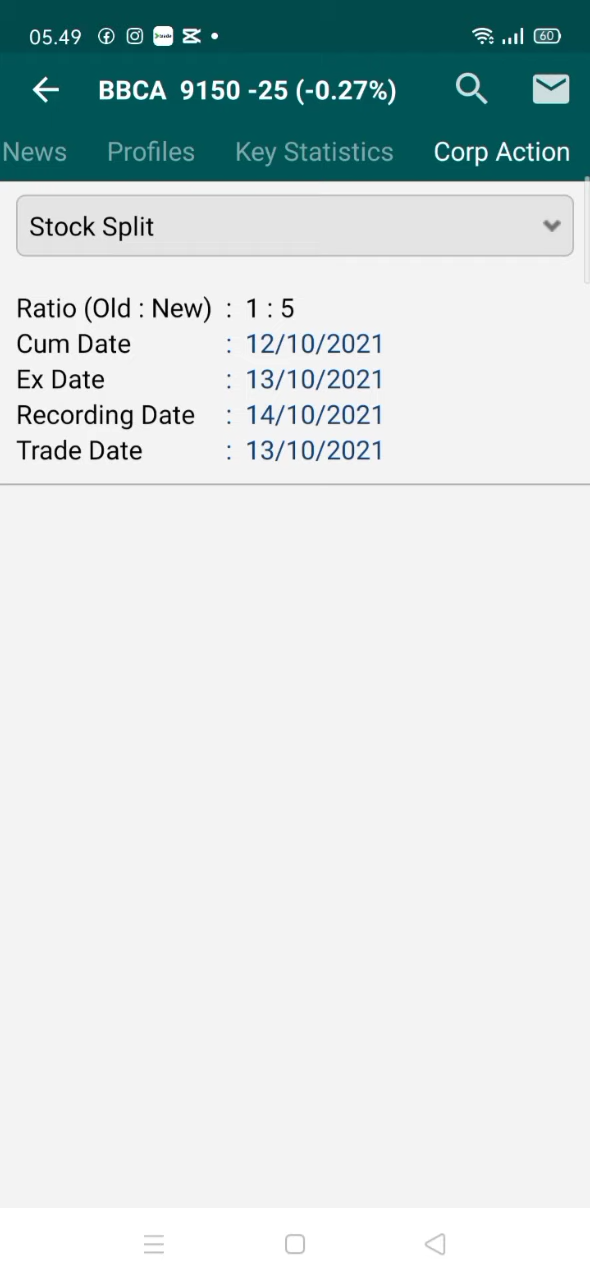 05.49
60
BBCA 9150 -25 (-0.27%)
News Profiles Key Statistics Corp Action
Stock Split
Ratio (Old : New) : 1 : 5
Cum Date : 12/10/2021
Ex Date : 13/10/2021
Recording Date : 14/10/2021
Trade Date : 13/10/2021